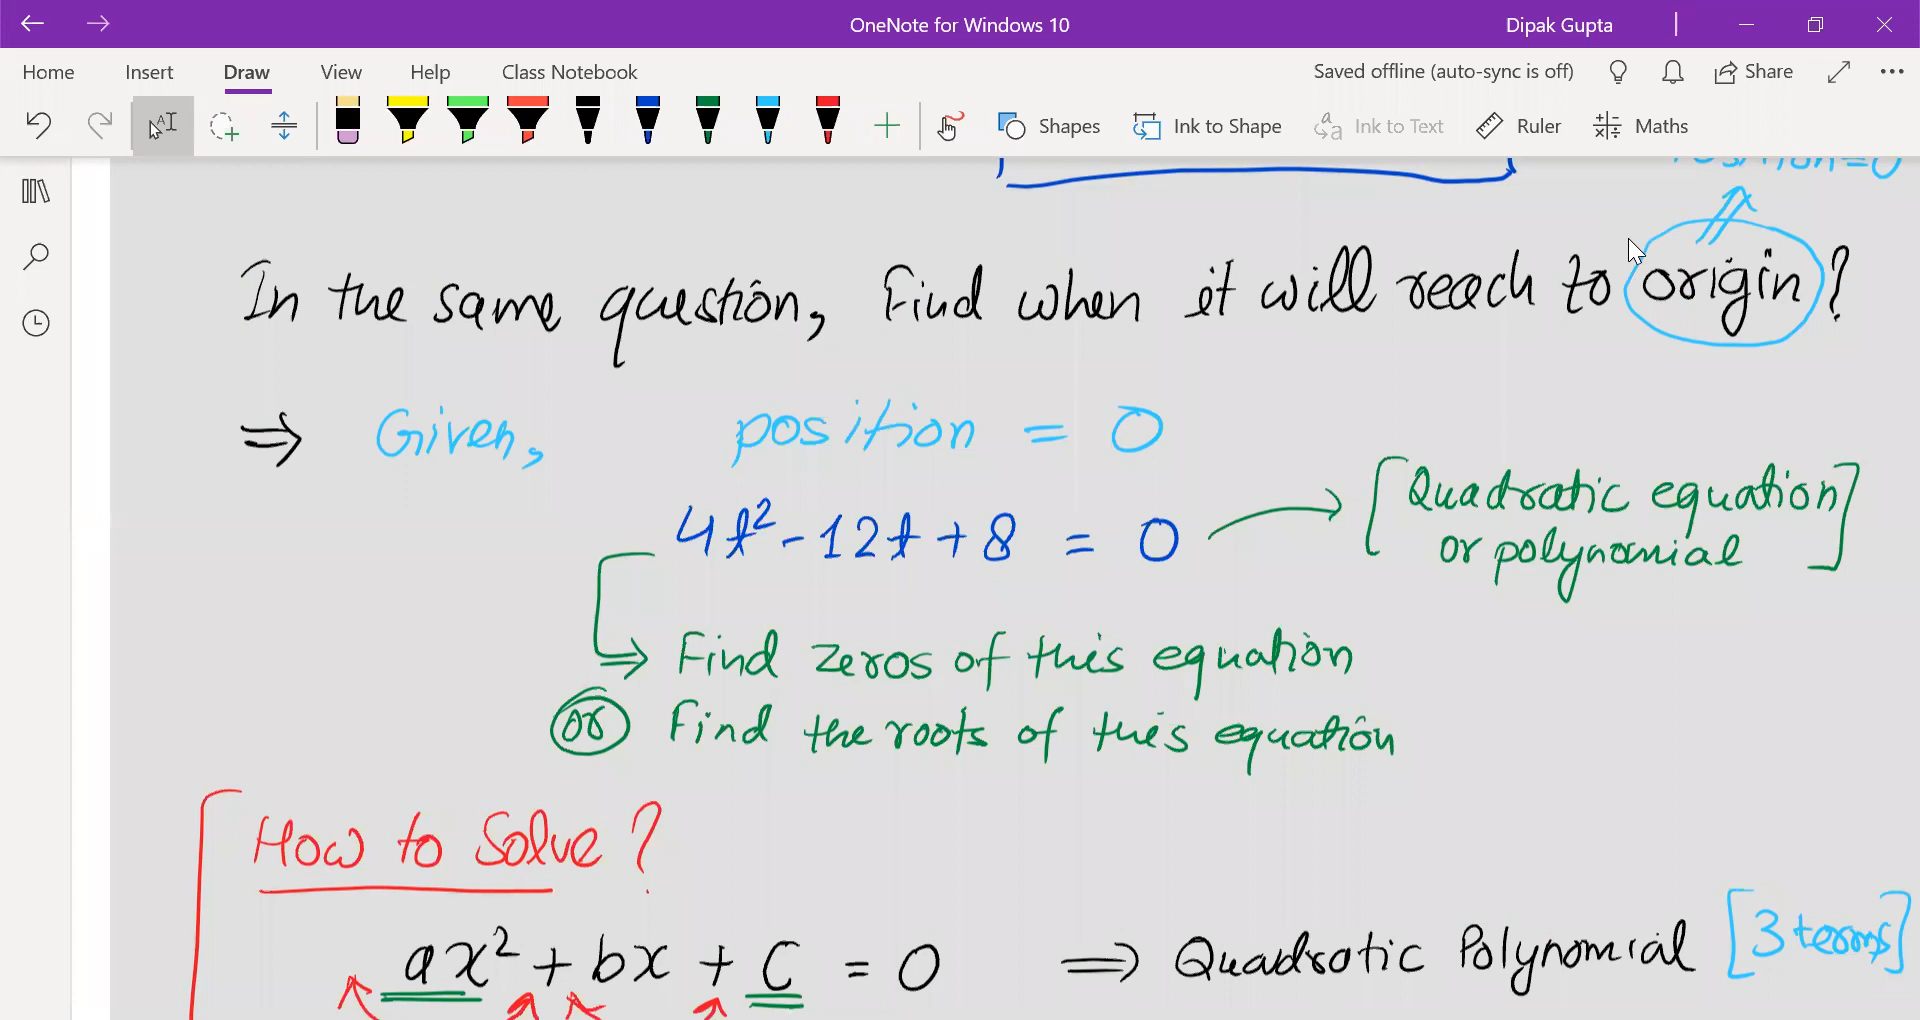 OneNote for Windows 10
Dipak Gupta
Home Insert Draw View Help Class Notebook
Saved offline (auto-sync is off) Share
Shapes Ink to Shape Ink to Text Ruler Maths
position=0
In the same question, Find when it will reach to origin?
⇒ Given, position = 0
4t² - 12t + 8 = 0
[Quadratic equation
or polynomial]
⇒ Find zeros of this equation
or Find the roots of this equation
How to Solve?
ax² + bx + c = 0 ⇒ Quadratic Polynomial [3 terms]